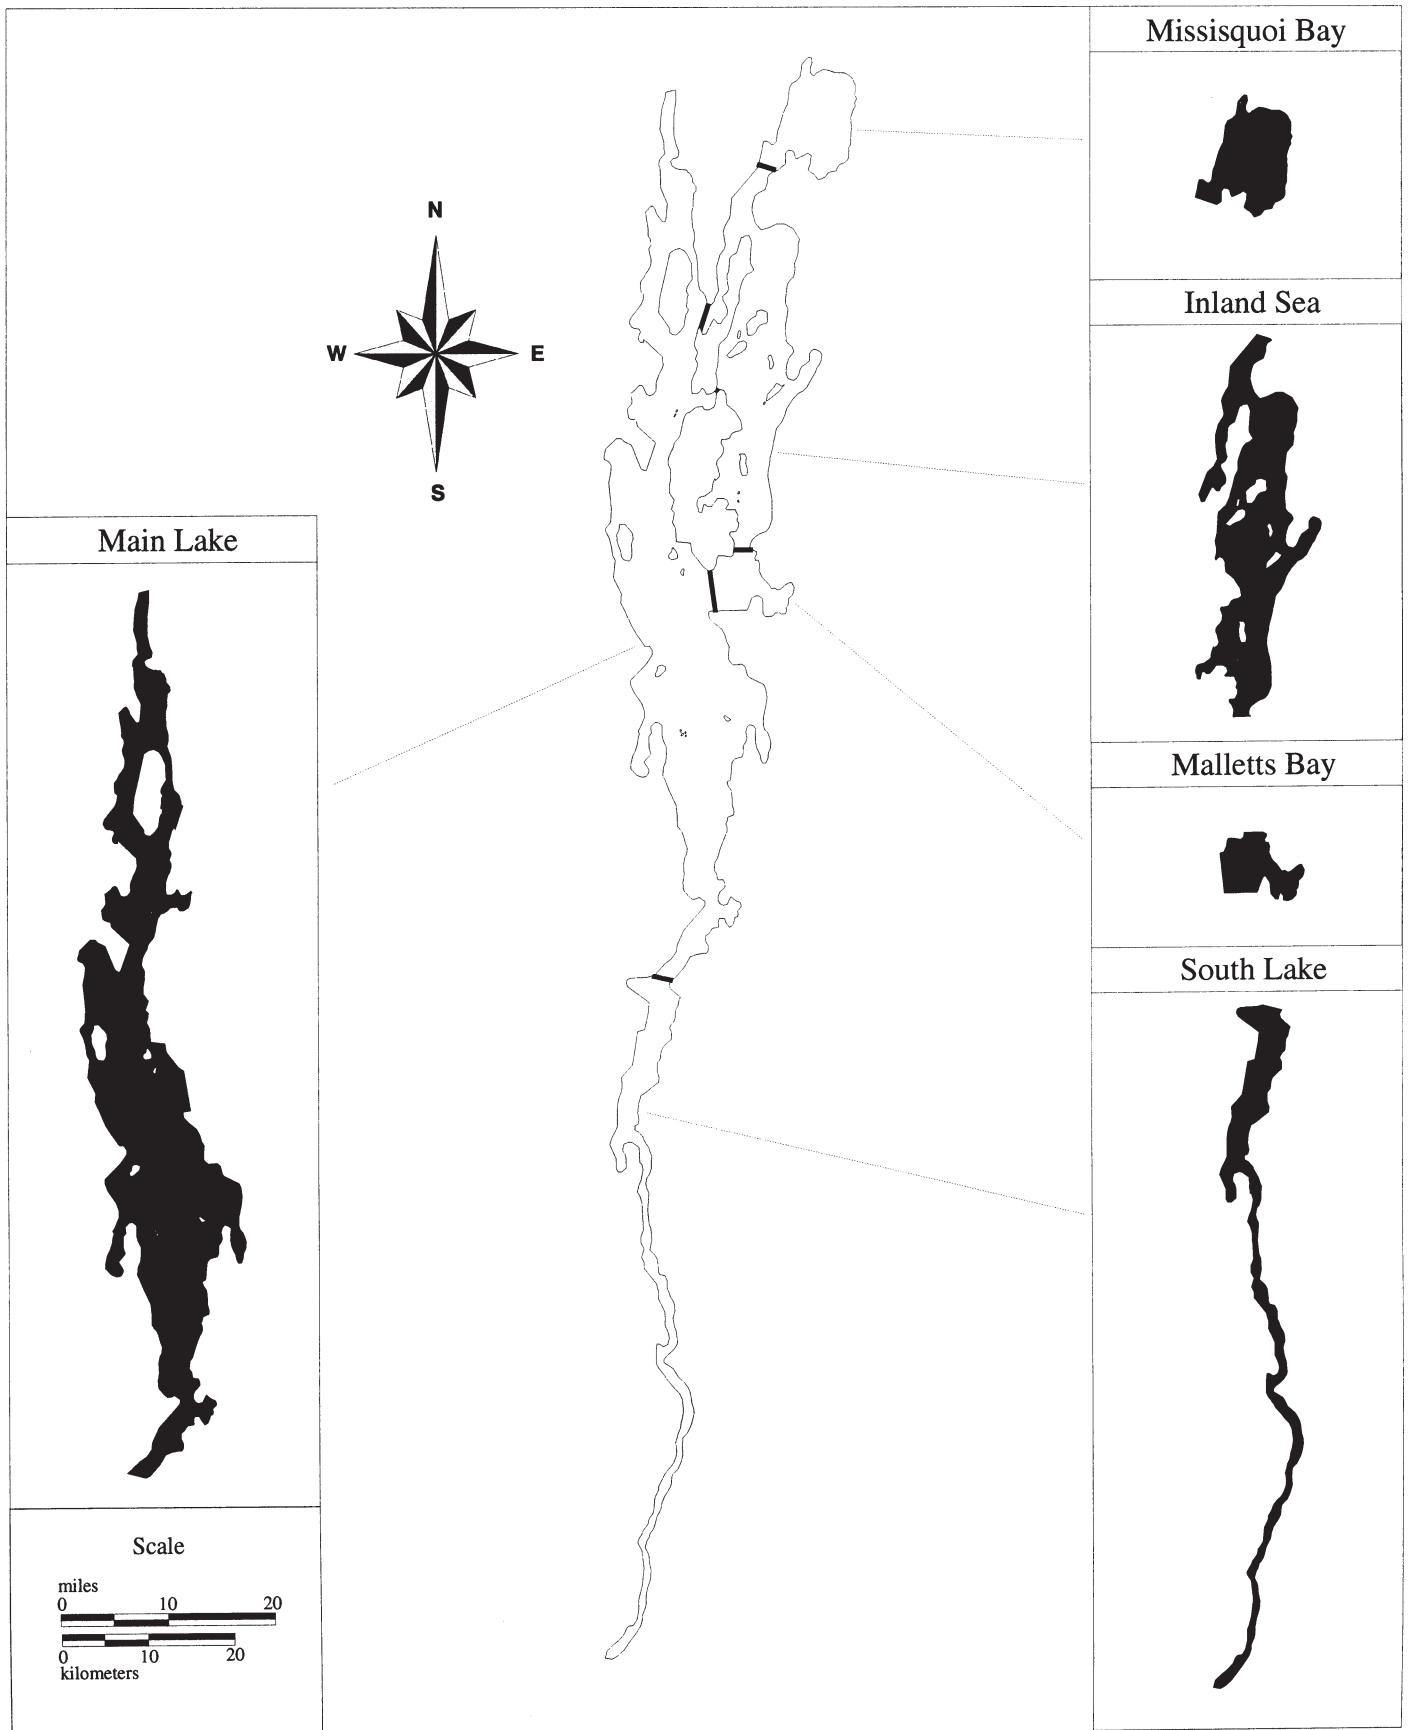 Missisquoi Bay
N
Inland Sea
W
E
S
Main Lake
Malletts Bay
South Lake
Scale
miles
0 10 20
0 10 20
kilometers